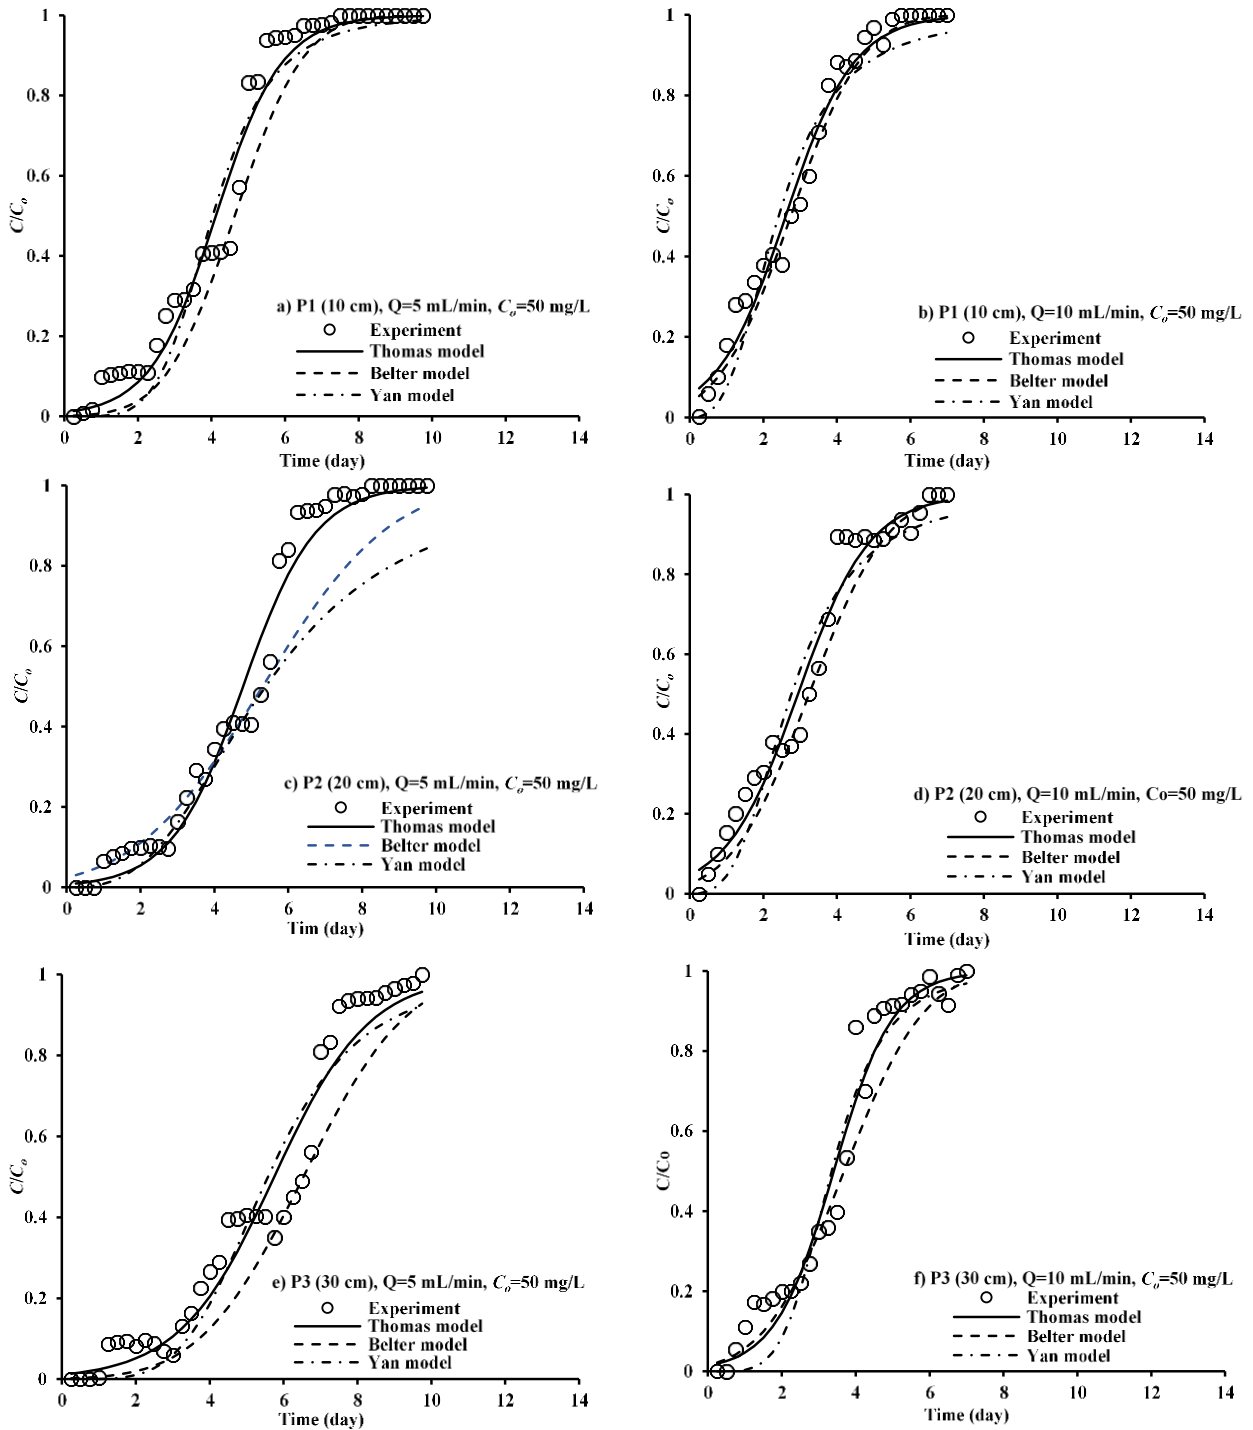 1
0.8
0.6
0.4
0.2
0
C/Co
a) P1 (10 cm), Q=5 mL/min, Co=50 mg/L
Experiment
Thomas model
Belter model
Yan model
0 2 4 6 8 10 12 14
Time (day)
1
0.8
0.6
0.4
0.2
0
C/Co
b) P1 (10 cm), Q=10 mL/min, Co=50 mg/L
Experiment
Thomas model
Belter model
Yan model
0 2 4 6 8 10 12 14
Time (day)
1
0.8
0.6
0.4
0.2
0
C/Co
c) P2 (20 cm), Q=5 mL/min, Co=50 mg/L
Experiment
Thomas model
Belter model
Yan model
0 2 4 6 8 10 12 14
Tim (day)
1
0.8
0.6
0.4
0.2
0
C/Co
d) P2 (20 cm), Q=10 mL/min, Co=50 mg/L
Experiment
Thomas model
Belter model
Yan model
0 2 4 6 8 10 12 14
Time (day)
1
0.8
0.6
0.4
0.2
0
C/Co
e) P3 (30 cm), Q=5 mL/min, Co=50 mg/L
Experiment
Thomas model
Belter model
Yan model
0 2 4 6 8 10 12 14
Time (day)
1
0.8
0.6
0.4
0.2
0
C/Co
f) P3 (30 cm), Q=10 mL/min, Co=50 mg/L
Experiment
Thomas model
Belter model
Yan model
0 2 4 6 8 10 12 14
Time (day)